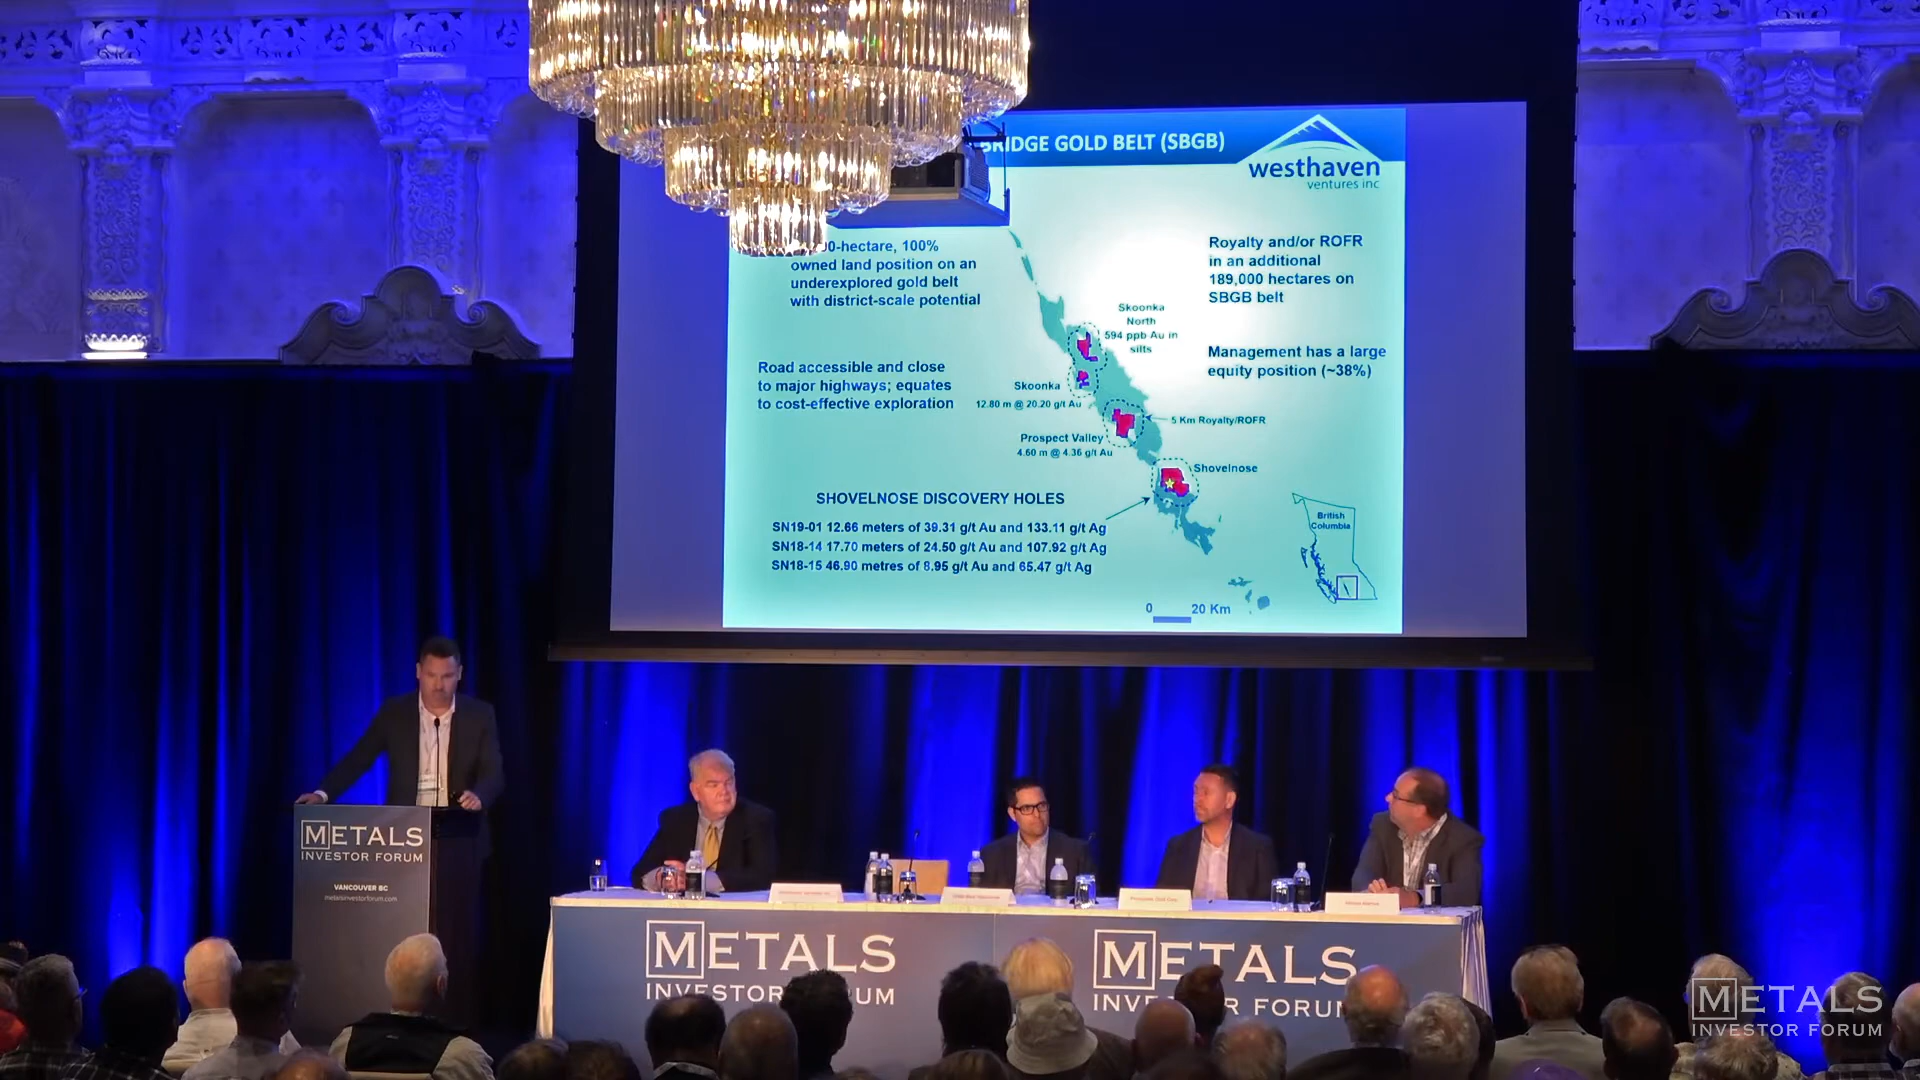 BRIDGE GOLD BELT (SBGB)
westhaven
ventures inc
00-hectare, 100%
owned land position on an
underexplored gold belt
with district-scale potential
Royalty and/or ROFR
in an additional
189,000 hectares on
SBGB belt
Skoonka
North
594 ppb Au in
silts
Management has a large
equity position (~38%)
Road accessible and close
to major highways; equates
to cost-effective exploration
Skoonka
12.80 m @ 20.20 g/t Au
5 Km Royalty/ROFR
Prospect Valley
4.60 m @ 4.36 g/t Au
Shovelnose
SHOVELNOSE DISCOVERY HOLES
SN19-01 12.66 meters of 39.31 g/t Au and 133.11 g/t Ag
SN18-14 17.70 meters of 24.50 g/t Au and 107.92 g/t Ag
SN18-15 46.90 metres of 8.95 g/t Au and 65.47 g/t Ag
British
Columbia
0 20 Km
METALS
INVESTOR FORUM
VANCOUVER BC
metalsinvestorforum.com
METALS
INVESTOR FORUM
METALS
INVESTOR FORUM
METALS
INVESTOR FORUM